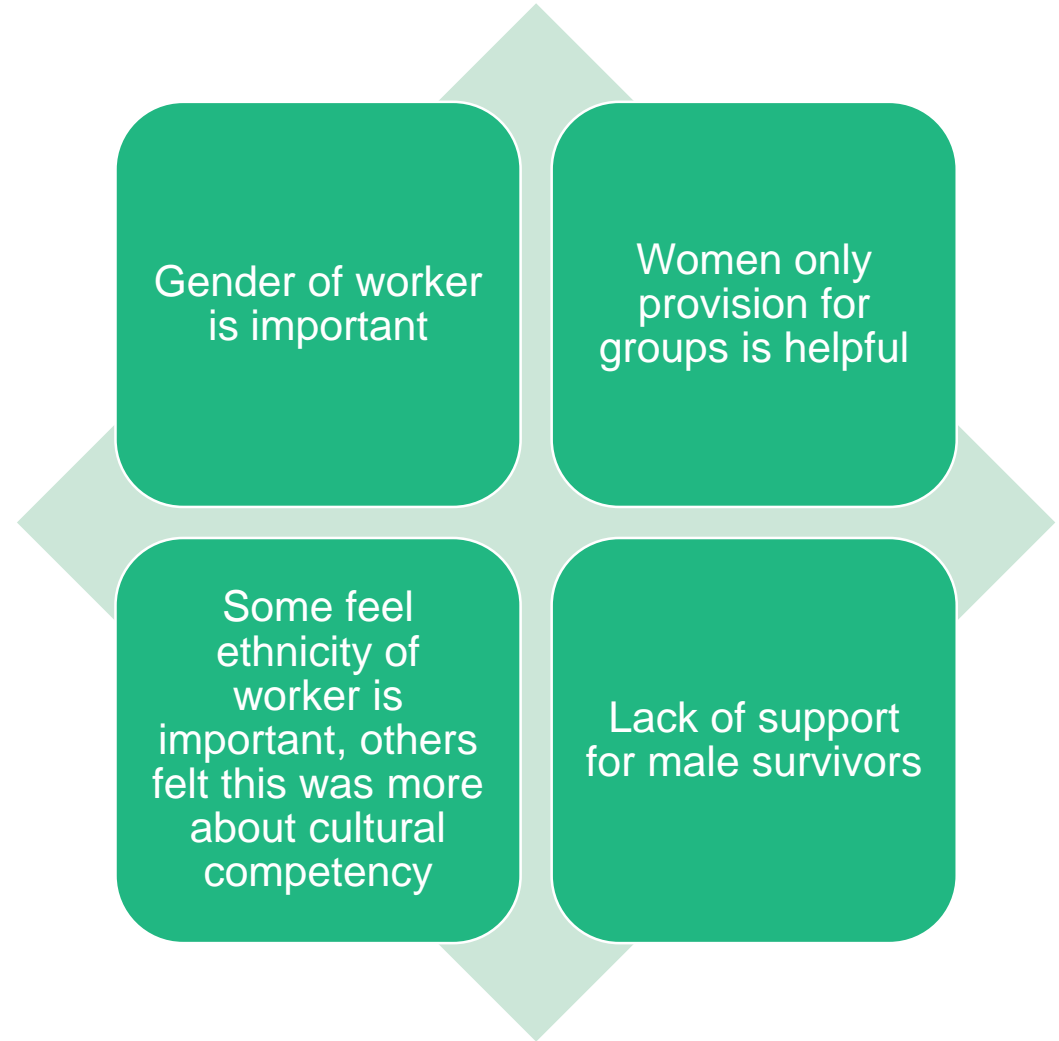 Gender of worker
is important
Women only
provision for
groups is helpful
Some feel
ethnicity of
worker is
important, others
felt this was more
about cultural
competency
Lack of support
for male survivors